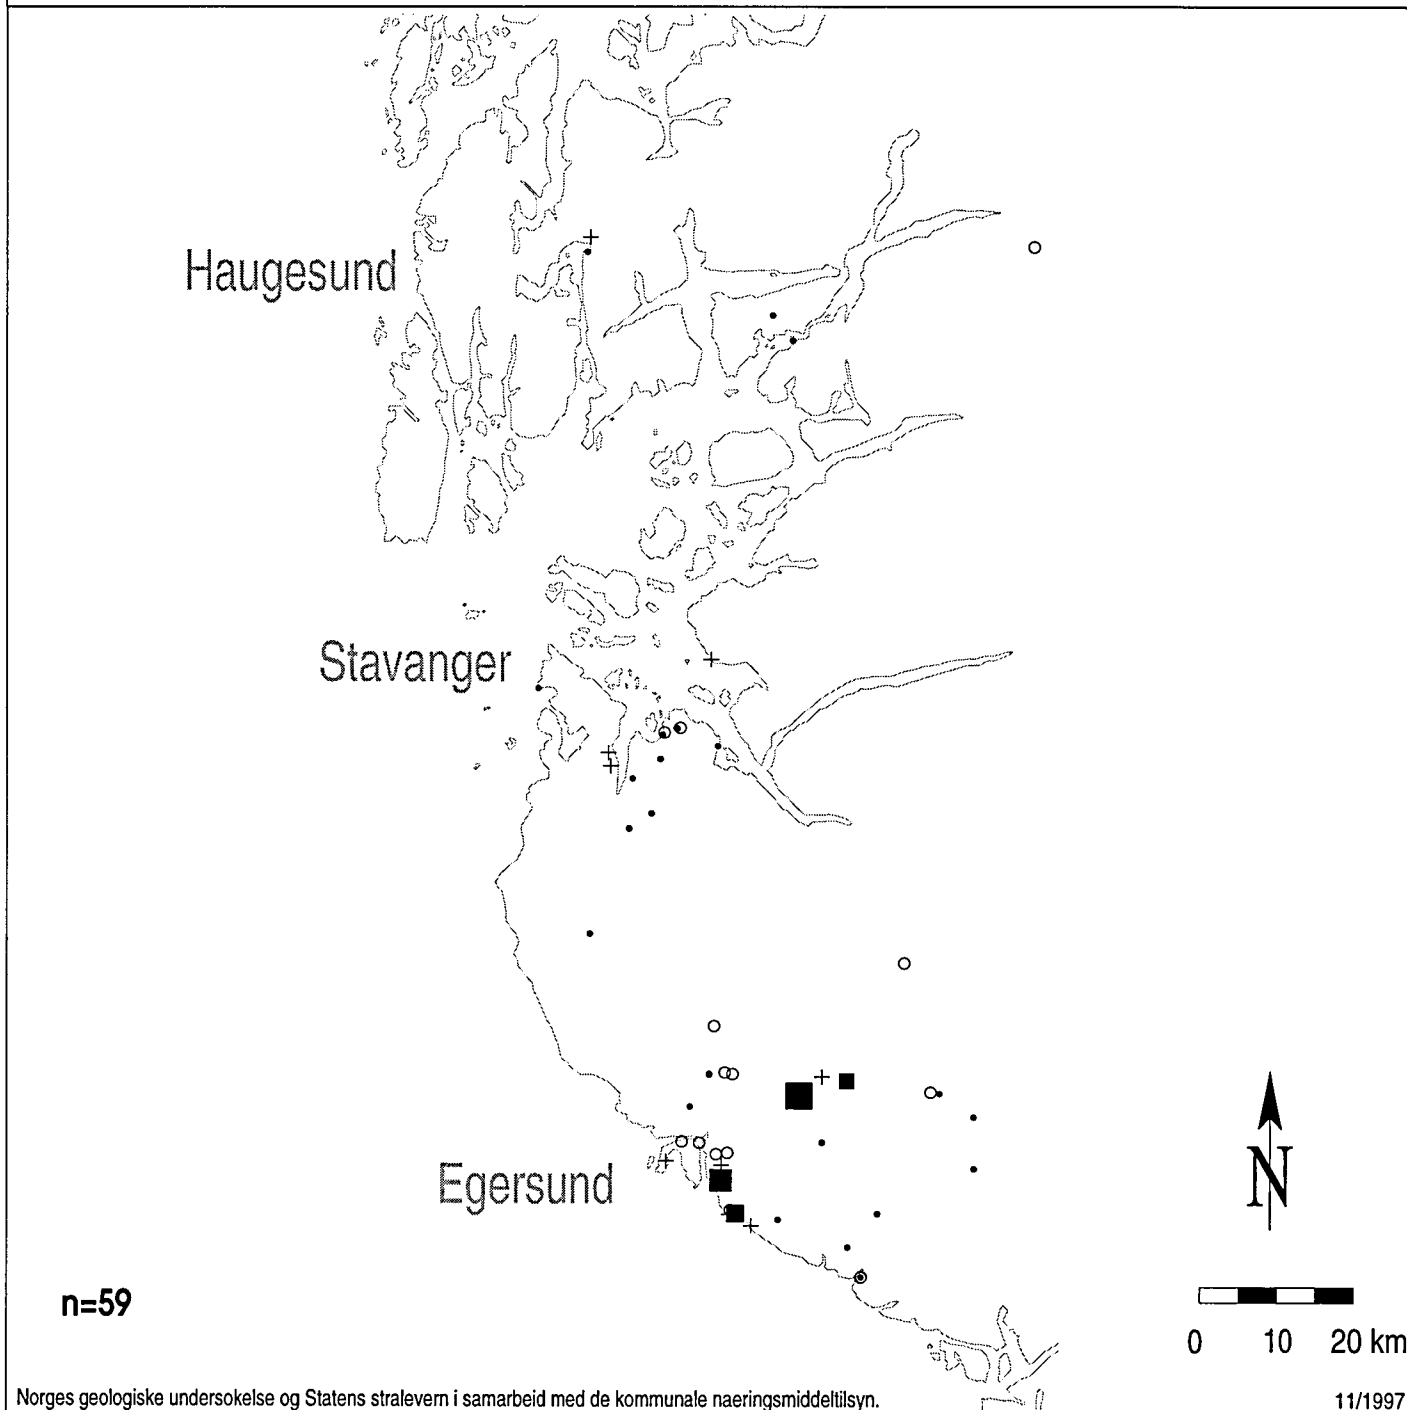 Haugesund
Stavanger
Egersund
N
n=59
0 10 20 km
Norges geologiske undersokelse og Statens stralevern i samarbeid med de kommunale naeringsmiddeltilsyn.
11/1997